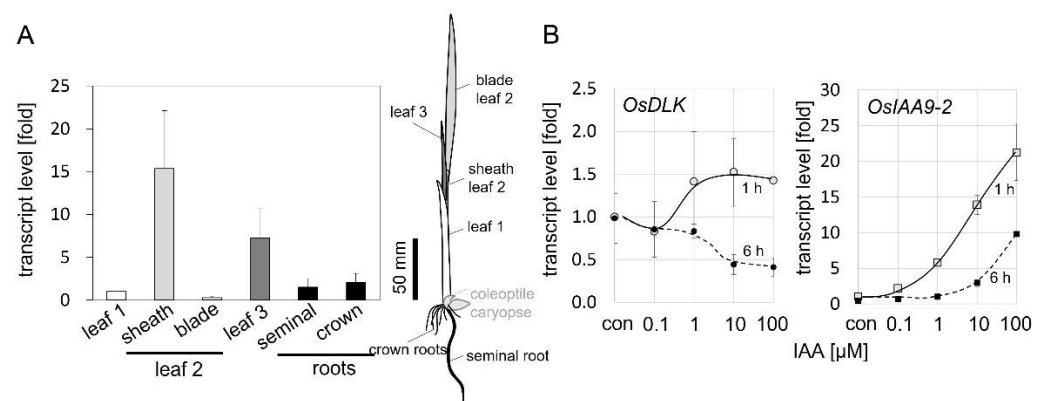 A
transcript level [fold]
25
20
15
10
5
0
leaf 1
sheath
blade
leaf 3
seminal
crown
leaf 2
roots
blade
leaf 2
leaf 3
sheath
leaf 2
leaf 1
50 mm
coleoptile
caryopse
crown roots
seminal root
B
transcript level [fold]
2.5
2.0
1.5
1.0
0.5
0.0
OsDLK
1 h
6 h
con 0.1 1 10 100
transcript level [fold]
30
25
20
15
10
5
0
OsIAA9-2
1 h
6 h
con 0.1 1 10 100
IAA [µM]